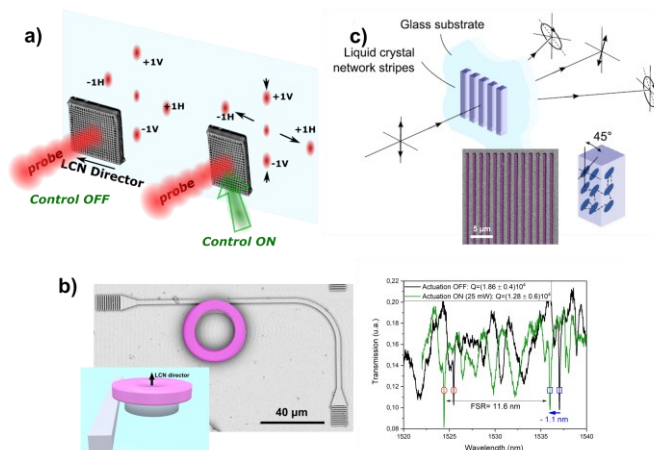 a)
+1V
-1H
+1H
-1V
probe
LCN Director
Control OFF
+1V
-1H
+1H
-1V
probe
Control ON
c)
Glass substrate
Liquid crystal
network stripes
5 µm
45°
b)
LCN director
40 µm
Actuation OFF: Q=(1.86 ± 0.4)10⁴
Actuation ON (25 mW): Q=(1.28 ± 0.6)10⁴
Transmission (u.a.)
0,22
0,20
0,18
0,16
0,14
0,12
0,10
0,08
FSR= 11.6 nm
- 1.1 nm
1520
1525
1530
1535
1540
Wavelength (nm)